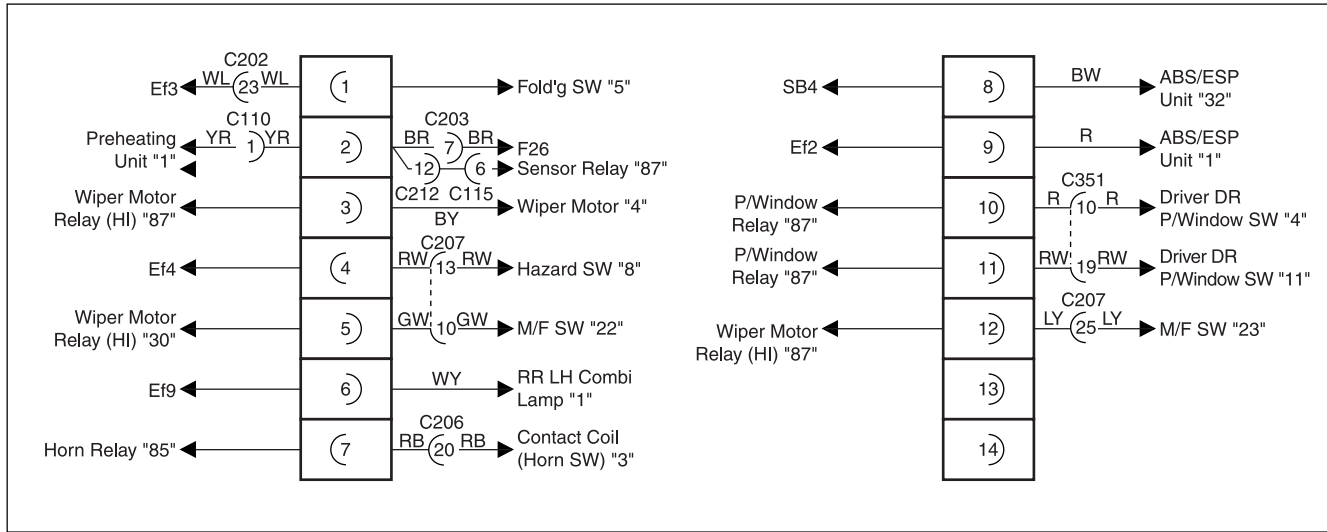 C202
Ef3 WL 23 WL 1 Fold'g SW "5"
C110 C203
Preheating YR 1 YR 2 BR 7 BR F26
Unit "1" 12 6 Sensor Relay "87"
C212 C115
Wiper Motor 3 Wiper Motor "4"
Relay (HI) "87" BY
C207
Ef4 4 RW 13 RW Hazard SW "8"
Wiper Motor 5 GW 10 GW M/F SW "22"
Relay (HI) "30"
Ef9 6 WY RR LH Combi
Lamp "1"
C206
Horn Relay "85" 7 RB 20 RB Contact Coil
(Horn SW) "3"
SB4 8 BW ABS/ESP
Unit "32"
Ef2 9 R ABS/ESP
Unit "1"
C351
P/Window 10 R 10 R Driver DR
Relay "87" P/Window SW "4"
P/Window 11 RW 19 RW Driver DR
Relay "87" P/Window SW "11"
C207
Wiper Motor 12 LY 25 LY M/F SW "23"
Relay (HI) "87"
13
14